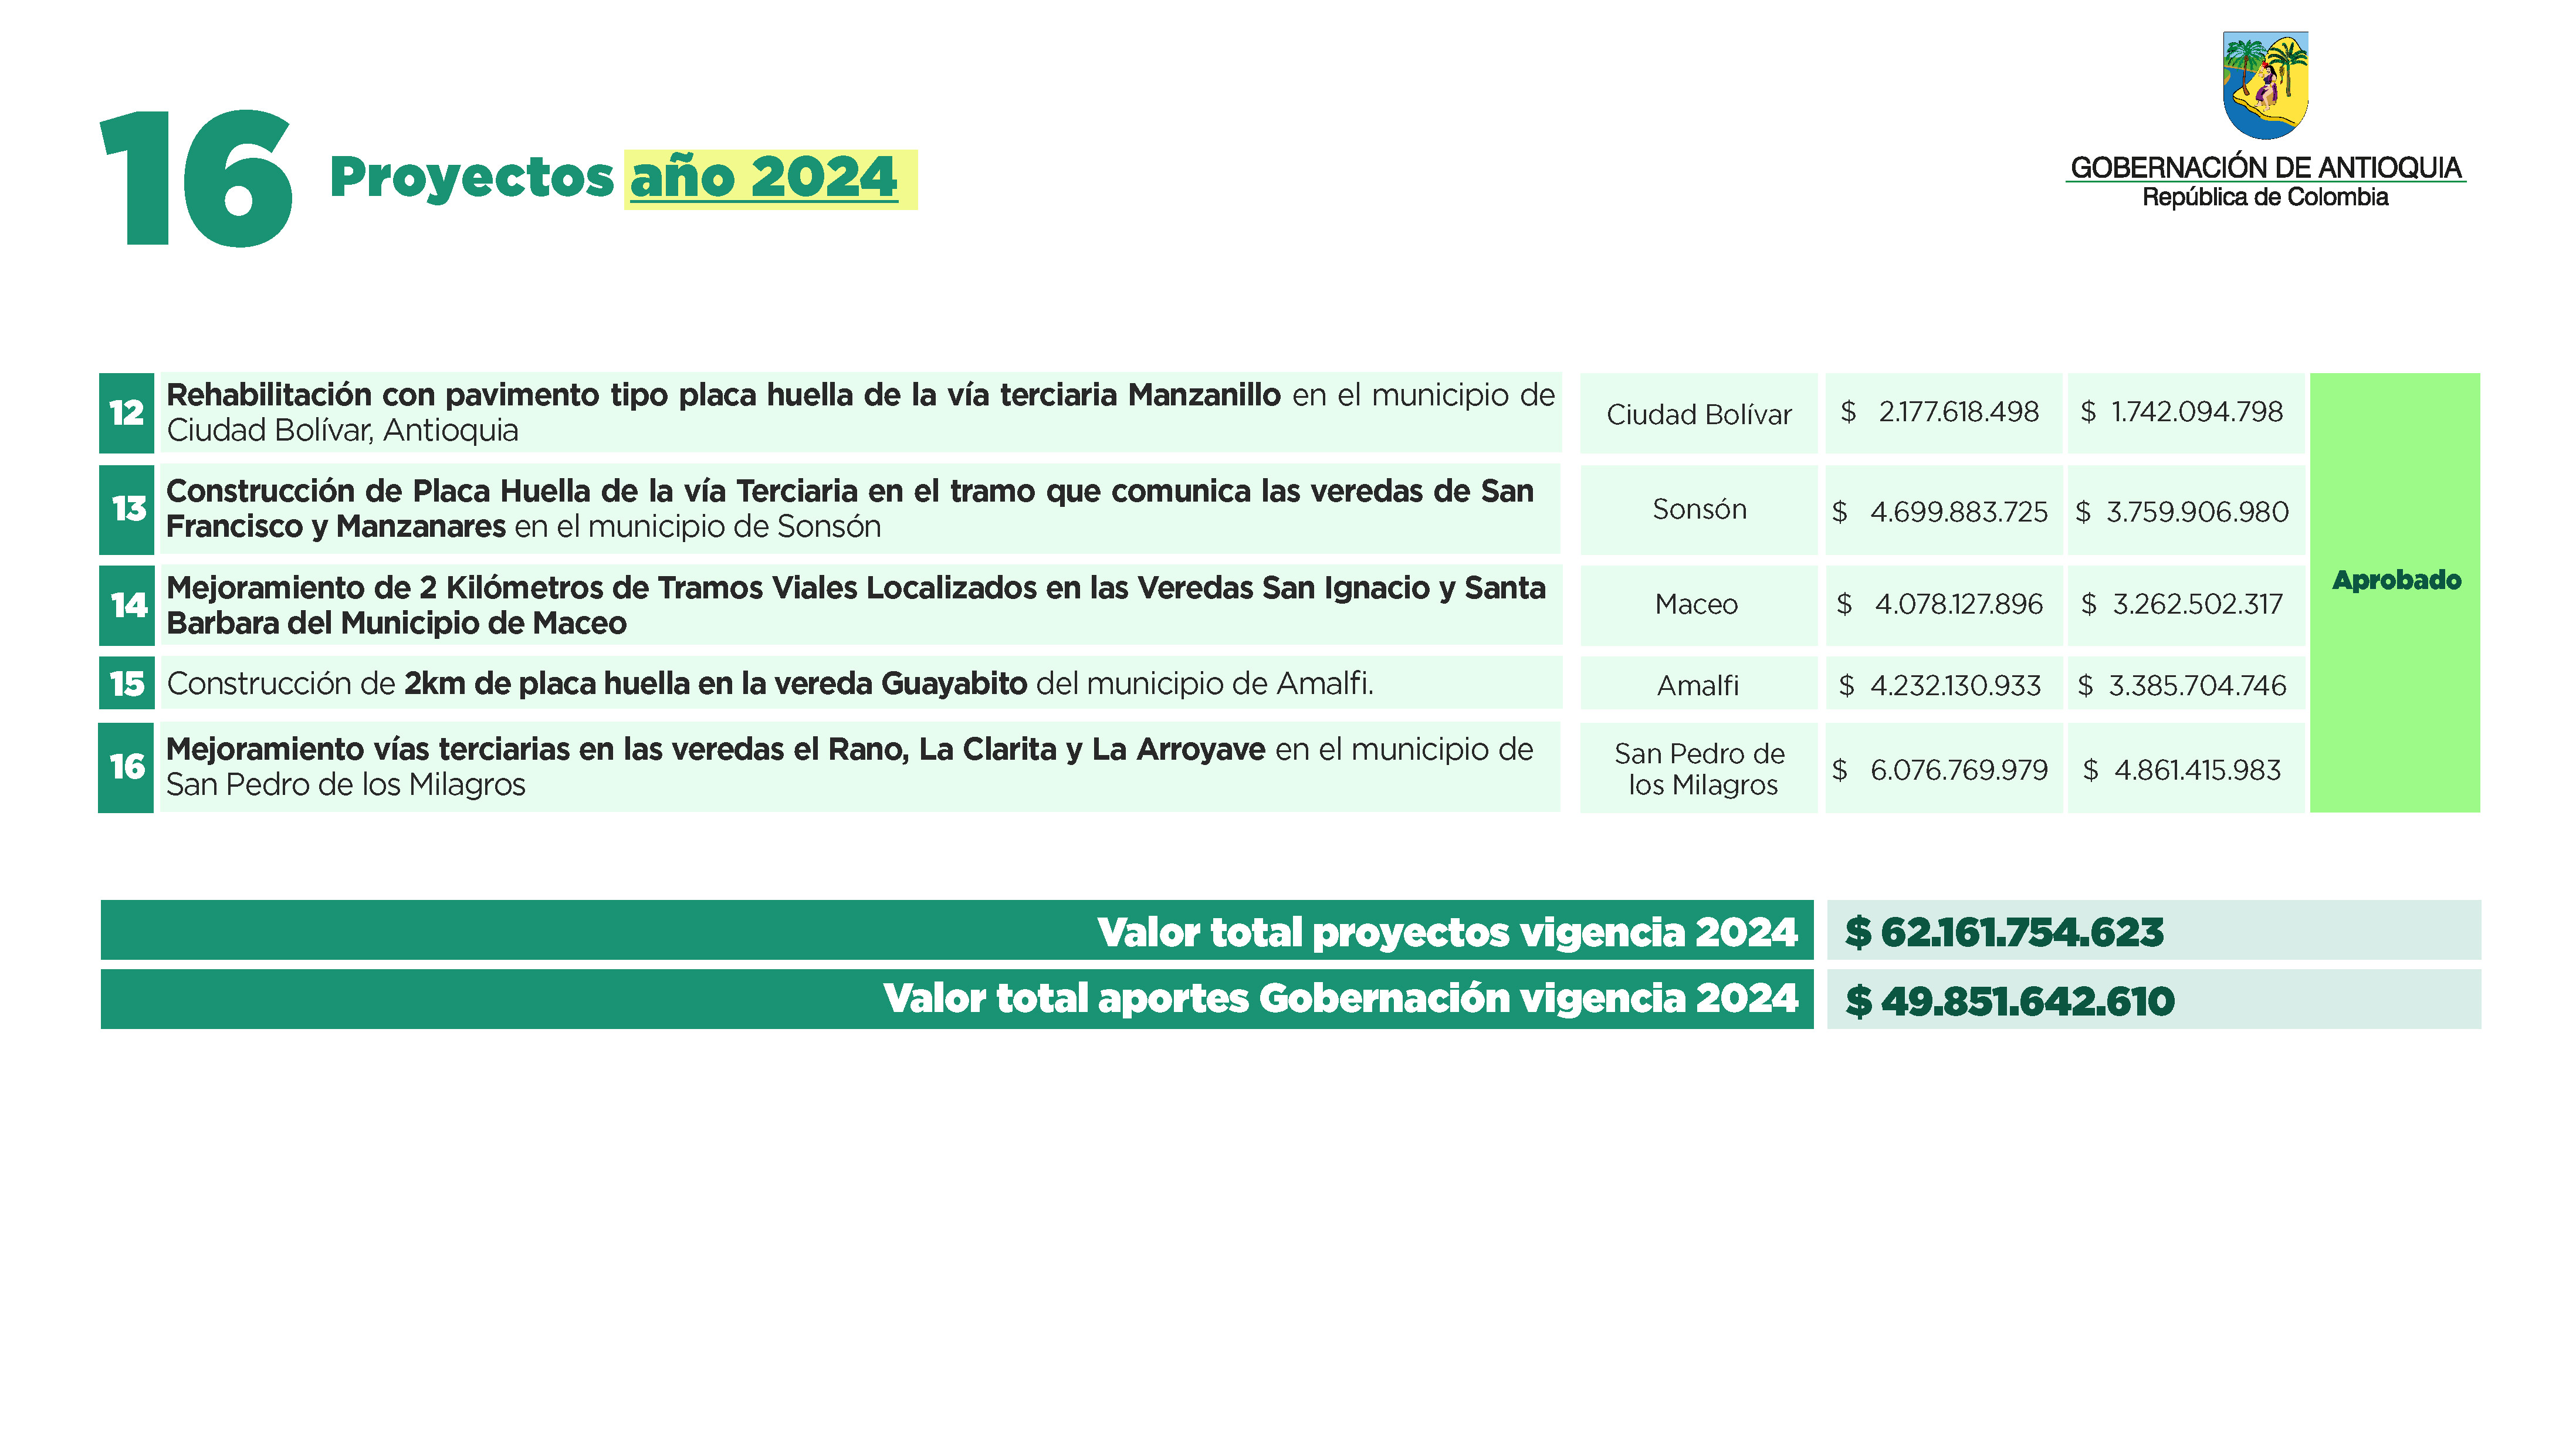 16 Proyectos año 2024
GOBERNACIÓN DE ANTIOQUIA
República de Colombia
12 Rehabilitación con pavimento tipo placa huella de la vía terciaria Manzanillo en el municipio de
Ciudad Bolívar, Antioquia
Ciudad Bolívar $ 2.177.618.498 $ 1.742.094.798
13 Construcción de Placa Huella de la vía Terciaria en el tramo que comunica las veredas de San
Francisco y Manzanares en el municipio de Sonsón
Sonsón $ 4.699.883.725 $ 3.759.906.980
14 Mejoramiento de 2 Kilómetros de Tramos Viales Localizados en las Veredas San Ignacio y Santa
Barbara del Municipio de Maceo
Maceo $ 4.078.127.896 $ 3.262.502.317
Aprobado
15 Construcción de 2km de placa huella en la vereda Guayabito del municipio de Amalfi.
Amalfi $ 4.232.130.933 $ 3.385.704.746
16 Mejoramiento vías terciarias en las veredas el Rano, La Clarita y La Arroyave en el municipio de
San Pedro de los Milagros
San Pedro de
los Milagros
$ 6.076.769.979 $ 4.861.415.983
Valor total proyectos vigencia 2024 $ 62.161.754.623
Valor total aportes Gobernación vigencia 2024 $ 49.851.642.610